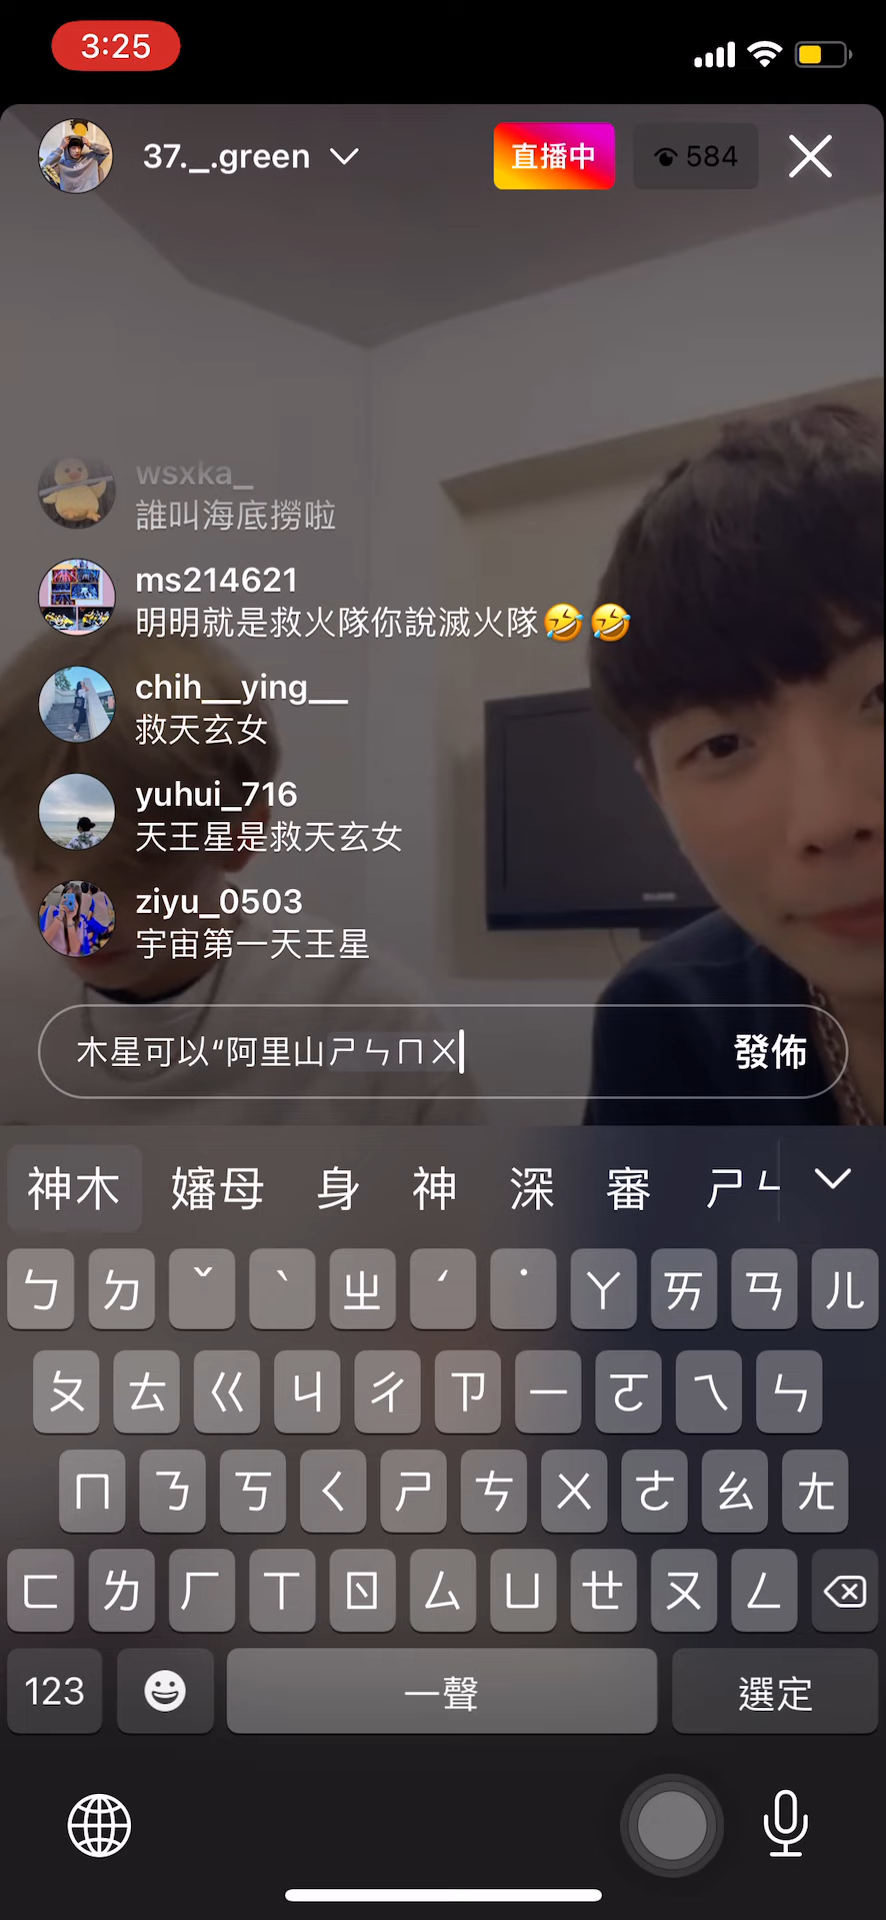 3:25
37._.green
直播中
584
wsxka_
誰叫海底撈啦
ms214621
明明就是救火隊你說滅火隊🤣🤣
chih__ying__
救天玄女
yuhui_716
天王星是救天玄女
ziyu_0503
宇宙第一天王星
木星可以“阿里山ㄕㄣㄇㄨ
發佈
神木 嬸母 身 神 深 審 ㄕㄣ
ㄅ ㄉ ˇ ˋ ㄓ ˊ ˙ ㄚ ㄞ ㄢ ㄦ
ㄆ ㄊ ㄍ ㄐ ㄔ ㄗ ㄧ ㄛ ㄟ ㄣ
ㄇ ㄋ ㄎ ㄑ ㄕ ㄘ ㄨ ㄜ ㄠ ㄤ
ㄈ ㄌ ㄏ ㄒ ㄖ ㄙ ㄩ ㄝ ㄡ ㄥ
123 一聲 選定